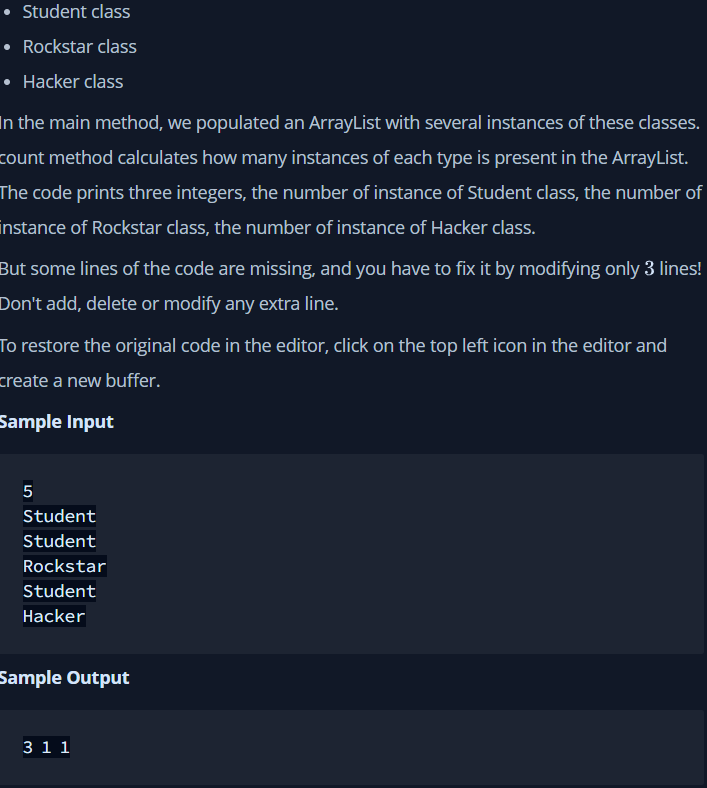 Student class
Rockstar class
Hacker class
In the main method, we populated an ArrayList with several instances of these classes.
count method calculates how many instances of each type is present in the ArrayList.
The code prints three integers, the number of instance of Student class, the number of
instance of Rockstar class, the number of instance of Hacker class.
But some lines of the code are missing, and you have to fix it by modifying only 3 lines!
Don't add, delete or modify any extra line.
To restore the original code in the editor, click on the top left icon in the editor and
create a new buffer.
Sample Input
5
Student
Student
Rockstar
Student
Hacker
Sample Output
3 1 1